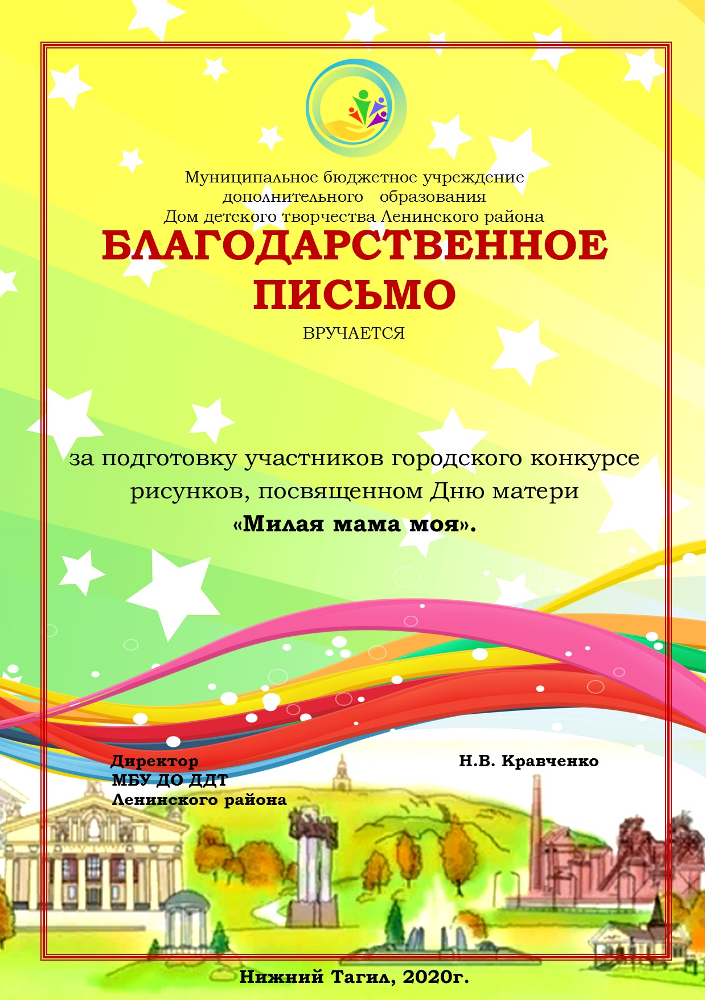 Муниципальное бюджетное учреждение
дополнительного образования
Дом детского творчества Ленинского района
БЛАГОДАРСТВЕННОЕ
ПИСЬМО
ВРУЧАЕТСЯ
за подготовку участников городского конкурсе
рисунков, посвященном Дню матери
«Милая мама моя».
Директор Н.В. Кравченко
МБУ ДО ДДТ
Ленинского района
Нижний Тагил, 2020г.